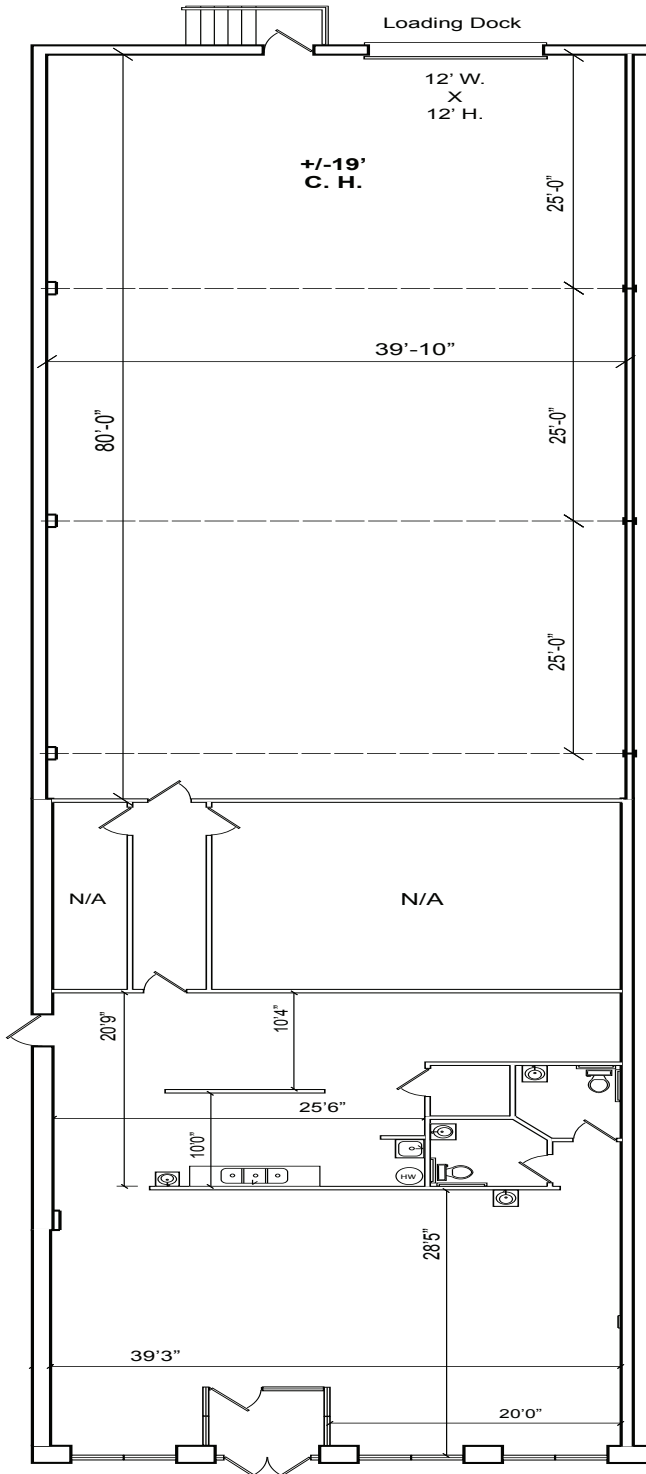 Loading Dock
12’ W.
X
12’ H.
+/-19’
C. H.
25’-0”
39’-10”
80’-0”
25’-0”
25’-0”
N/A
N/A
20’9”
10’4”
25’6”
10’0”
HW
28’5”
39’3”
20’0”